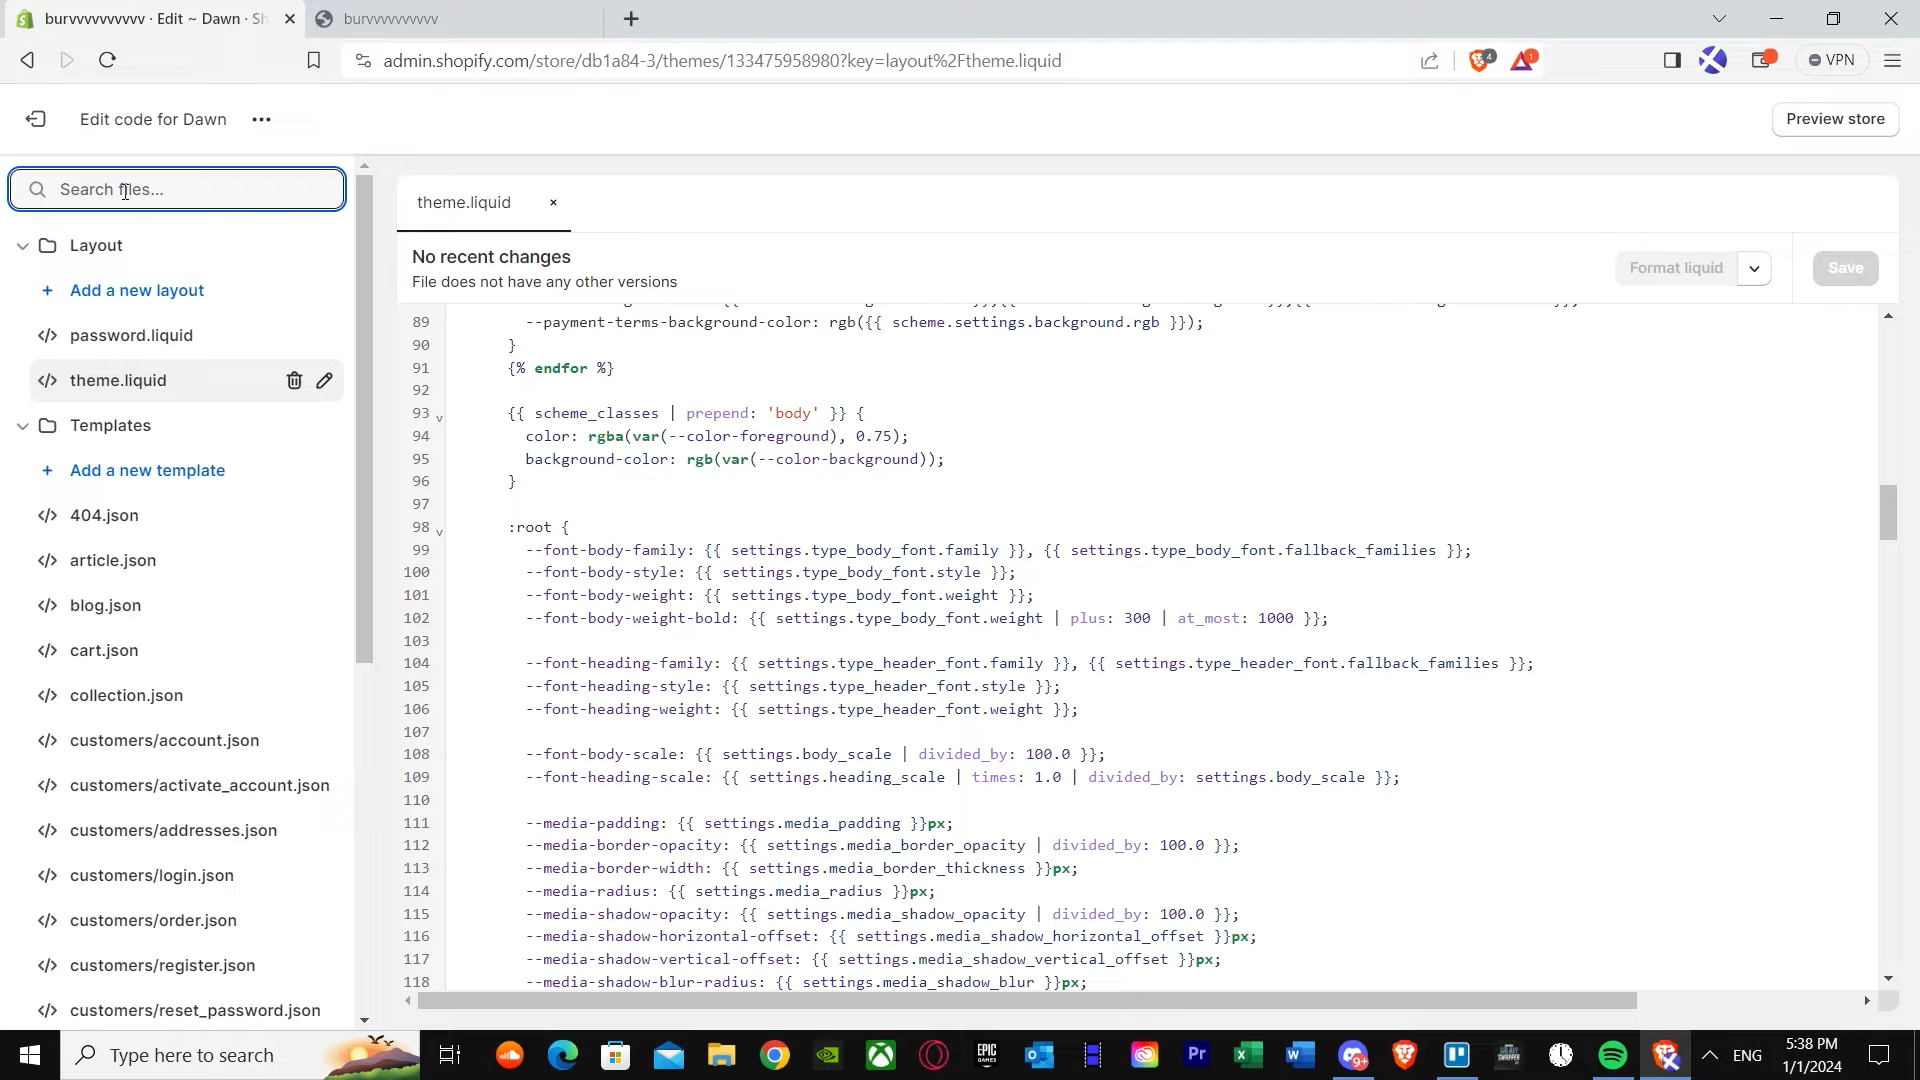 burvvvvvvvvvv · Edit ~ Dawn · Sh
burvvvvvvvvvv
admin.shopify.com/store/db1a84-3/themes/133475958980?key=layout%2Ftheme.liquid
4
1
VPN
Edit code for Dawn
Preview store
Search files...
Layout
Add a new layout
password.liquid
theme.liquid
Templates
Add a new template
404.json
article.json
blog.json
cart.json
collection.json
customers/account.json
customers/activate_account.json
customers/addresses.json
customers/login.json
customers/order.json
customers/register.json
customers/reset_password.json
theme.liquid
No recent changes
File does not have any other versions
Format liquid
Save
89 --payment-terms-background-color: rgb({{ scheme.settings.background.rgb }});
90 }
91 {% endfor %}
92
93 {{ scheme_classes | prepend: 'body' }} {
94 color: rgba(var(--color-foreground), 0.75);
95 background-color: rgb(var(--color-background));
96 }
97
98 :root {
99 --font-body-family: {{ settings.type_body_font.family }}, {{ settings.type_body_font.fallback_families }};
100 --font-body-style: {{ settings.type_body_font.style }};
101 --font-body-weight: {{ settings.type_body_font.weight }};
102 --font-body-weight-bold: {{ settings.type_body_font.weight | plus: 300 | at_most: 1000 }};
103
104 --font-heading-family: {{ settings.type_header_font.family }}, {{ settings.type_header_font.fallback_families }};
105 --font-heading-style: {{ settings.type_header_font.style }};
106 --font-heading-weight: {{ settings.type_header_font.weight }};
107
108 --font-body-scale: {{ settings.body_scale | divided_by: 100.0 }};
109 --font-heading-scale: {{ settings.heading_scale | times: 1.0 | divided_by: settings.body_scale }};
110
111 --media-padding: {{ settings.media_padding }}px;
112 --media-border-opacity: {{ settings.media_border_opacity | divided_by: 100.0 }};
113 --media-border-width: {{ settings.media_border_thickness }}px;
114 --media-radius: {{ settings.media_radius }}px;
115 --media-shadow-opacity: {{ settings.media_shadow_opacity | divided_by: 100.0 }};
116 --media-shadow-horizontal-offset: {{ settings.media_shadow_horizontal_offset }}px;
117 --media-shadow-vertical-offset: {{ settings.media_shadow_vertical_offset }}px;
118 --media-shadow-blur-radius: {{ settings.media_shadow_blur }}px;
Type here to search
EPIC GAMES
Pr
9+
ENG
5:38 PM
1/1/2024